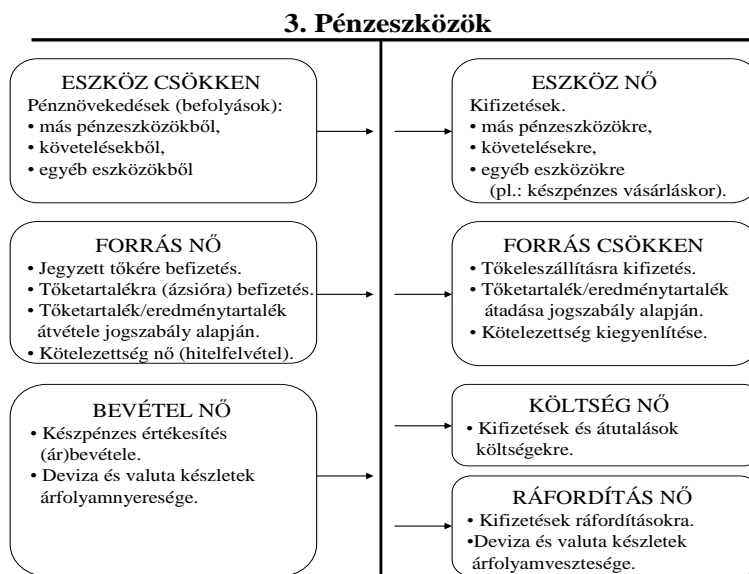 3. Pénzeszközök
ESZKÖZ CSÖKKEN
Pénznövekedések (befolyások):
• más pénzeszközökből,
• követelésekből,
• egyéb eszközökből
FORRÁS NŐ
• Jegyzett tőkére befizetés.
• Tőketartalékra (ázsióra) befizetés.
• Tőketartalék/eredménytartalék
átvétele jogszabály alapján.
• Kötelezettség nő (hitelfelvétel).
BEVÉTEL NŐ
• Készpénzes értékesítés
(ár)bevétele.
• Deviza és valuta készletek
árfolyamnyeresége.
ESZKÖZ NŐ
Kifizetések.
• más pénzeszközökre,
• követelésekre,
• egyéb eszközökre
(pl.: készpénzes vásárláskor).
FORRÁS CSÖKKEN
• Tőkeleszállításra kifizetés.
• Tőketartalék/eredménytartalék
átadása jogszabály alapján.
• Kötelezettség kiegyenlítése.
KÖLTSÉG NŐ
• Kifizetések és átutalások
költségekre.
RÁFORDÍTÁS NŐ
• Kifizetések ráfordításokra.
•Deviza és valuta készletek
árfolyamvesztesége.